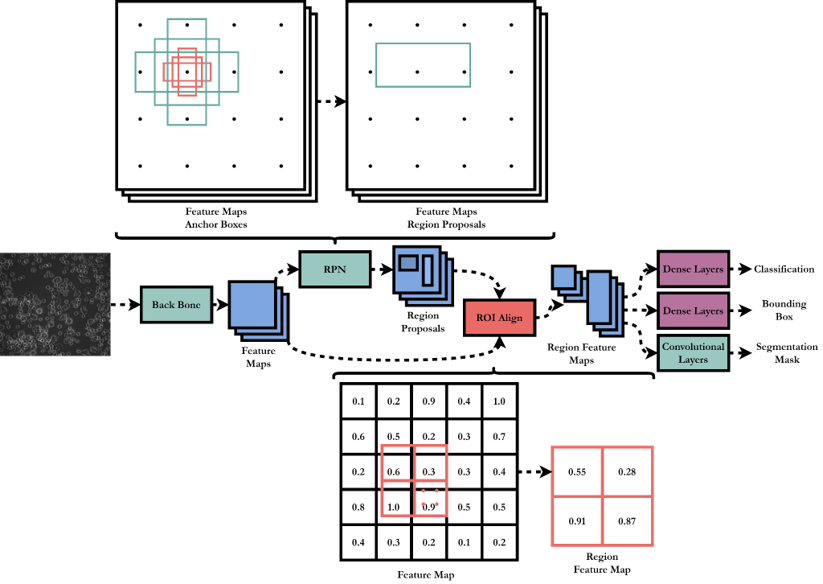 Feature Maps
Anchor Boxes
Feature Maps
Region Proposals
RPN
Back Bone
Feature
Maps
Region
Proposals
ROI Align
Region Feature
Maps
Dense Layers
Classification
Dense Layers
Bounding
Box
Convolutional
Layers
Segmentation
Mask
0.1 0.2 0.9 0.4 1.0
0.6 0.5 0.2 0.3 0.7
0.2 0.6 0.3 0.3 0.4
0.8 1.0 0.9 0.5 0.5
0.4 0.3 0.2 0.1 0.2
Feature Map
0.55 0.28
0.91 0.87
Region
Feature Map